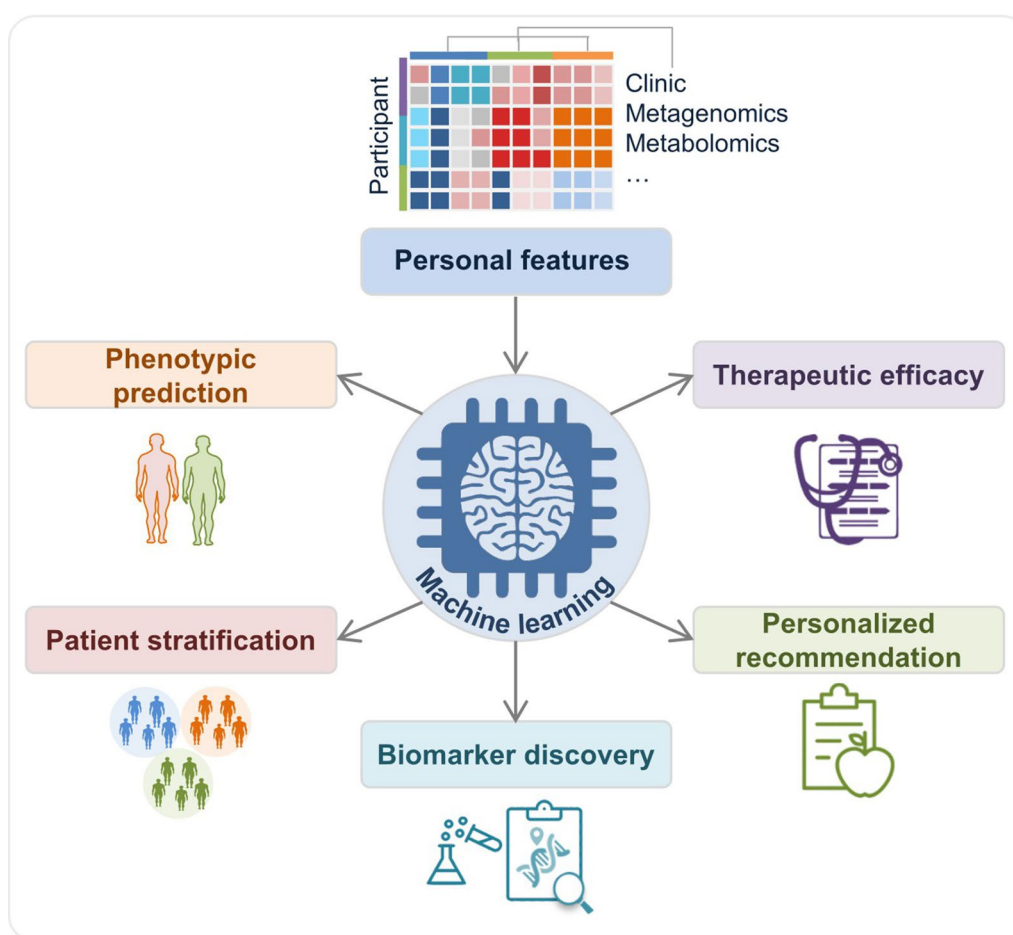 Participant
Clinic
Metagenomics
Metabolomics
...
Personal features
Phenotypic
prediction
Therapeutic efficacy
Machine learning
Patient stratification
Personalized
recommendation
Biomarker discovery